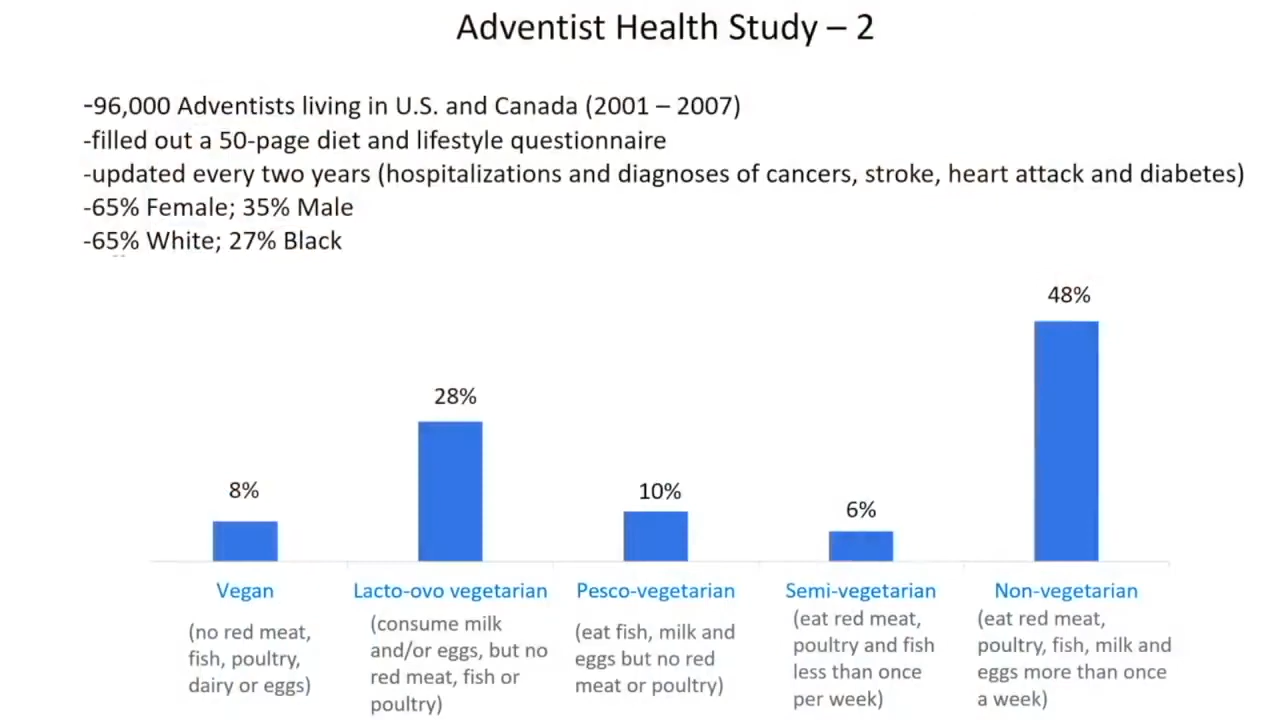 Adventist Health Study – 2
-96,000 Adventists living in U.S. and Canada (2001 – 2007)
-filled out a 50-page diet and lifestyle questionnaire
-updated every two years (hospitalizations and diagnoses of cancers, stroke, heart attack and diabetes)
-65% Female; 35% Male
-65% White; 27% Black
8%
28%
10%
6%
48%
Vegan
(no red meat,
fish, poultry,
dairy or eggs)
Lacto-ovo vegetarian
(consume milk
and/or eggs, but no
red meat, fish or
poultry)
Pesco-vegetarian
(eat fish, milk and
eggs but no red
meat or poultry)
Semi-vegetarian
(eat red meat,
poultry and fish
less than once
per week)
Non-vegetarian
(eat red meat,
poultry, fish, milk and
eggs more than once
a week)